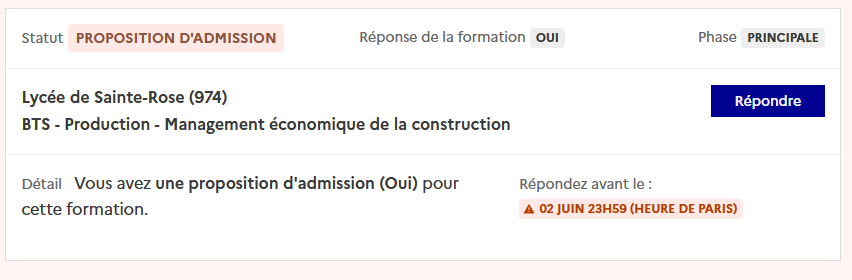 Statut PROPOSITION D'ADMISSION Réponse de la formation OUI Phase PRINCIPALE
Lycée de Sainte-Rose (974)
BTS - Production - Management économique de la construction
Répondre
Détail Vous avez une proposition d'admission (Oui) pour
cette formation.
Répondez avant le :
02 JUIN 23H59 (HEURE DE PARIS)